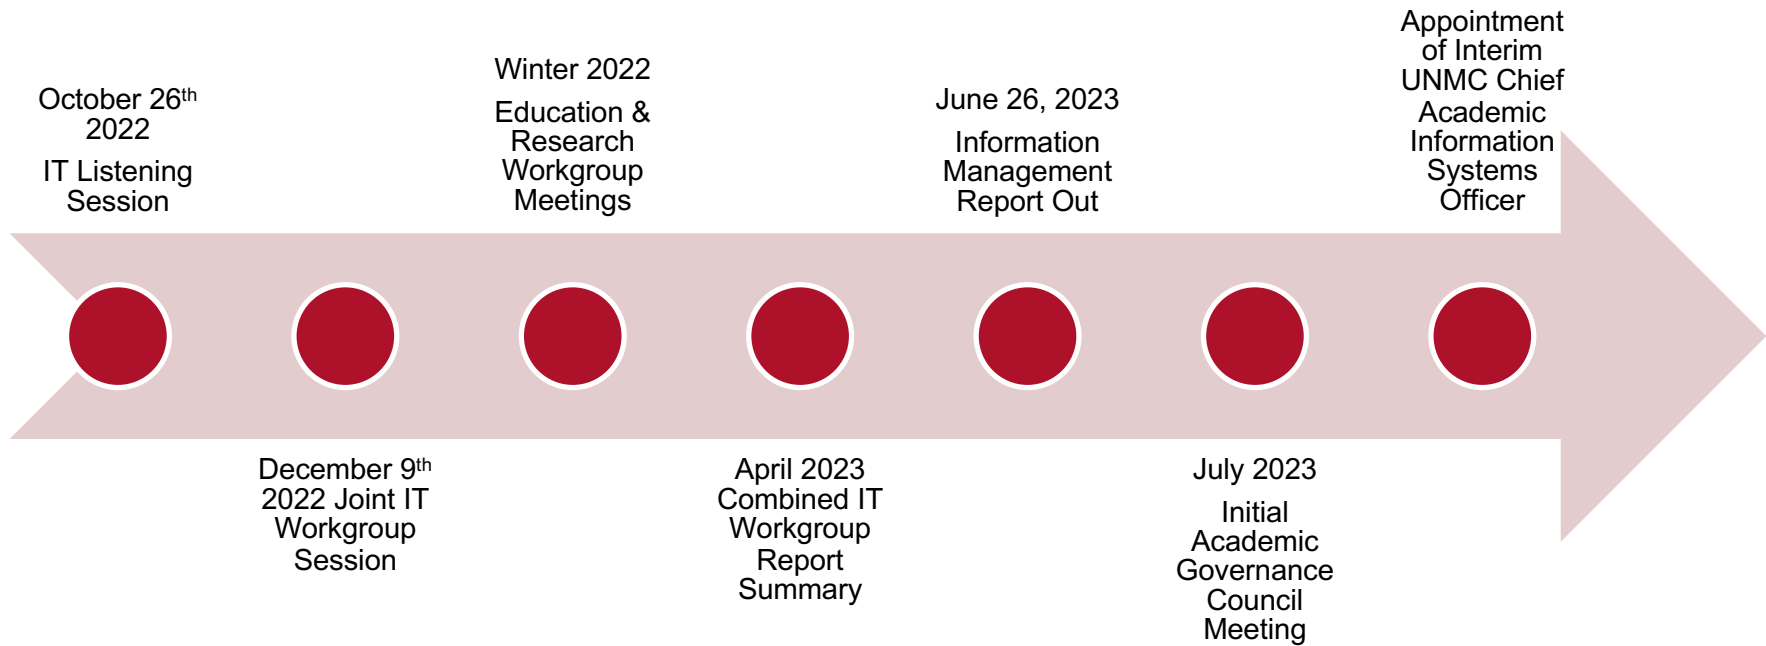 October 26th
2022
IT Listening
Session
December 9th
2022 Joint IT
Workgroup
Session
Winter 2022
Education &
Research
Workgroup
Meetings
April 2023
Combined IT
Workgroup
Report
Summary
June 26, 2023
Information
Management
Report Out
July 2023
Initial
Academic
Governance
Council
Meeting
Appointment
of Interim
UNMC Chief
Academic
Information
Systems
Officer